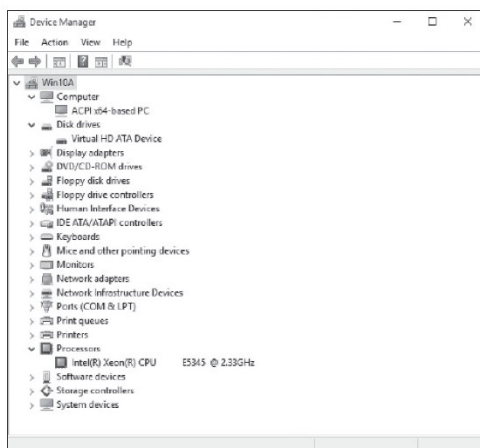 Device Manager
File Action View Help
Win10A
Computer
ACPI x64-based PC
Disk drives
Virtual HD ATA Device
Display adapters
DVD/CD-ROM drives
Floppy disk drives
Floppy drive controllers
Human Interface Devices
IDE ATA/ATAPI controllers
Keyboards
Mice and other pointing devices
Monitors
Network adapters
Network Infrastructure Devices
Ports (COM & LPT)
Print queues
Printers
Processors
Intel(R) Xeon(R) CPU E5345 @ 2.33GHz
Software devices
Storage controllers
System devices